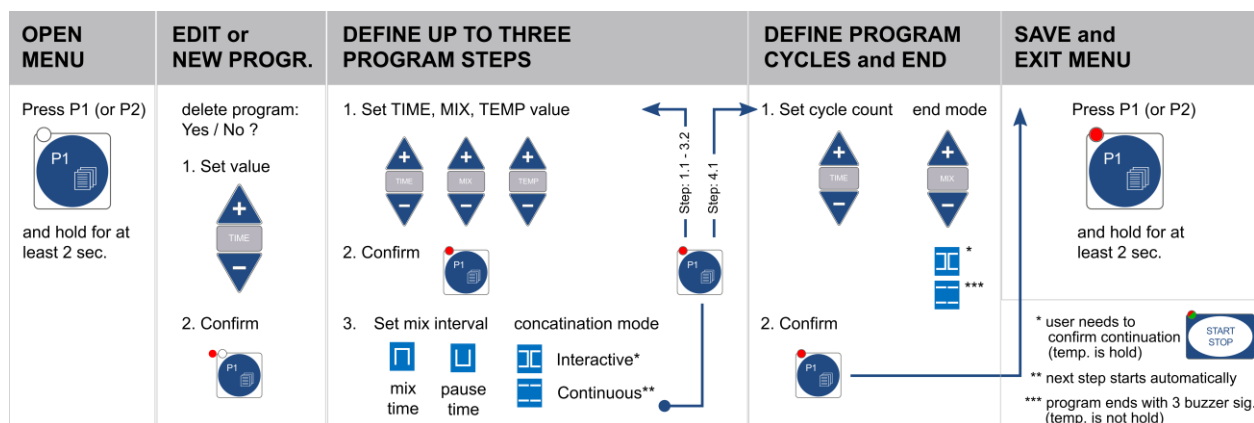 OPEN
MENU
Press P1 (or P2)
P1
and hold for at
least 2 sec.
EDIT or
NEW PROGR.
delete program:
Yes / No ?
1. Set value
+
TIME
−
2. Confirm
P1
DEFINE UP TO THREE
PROGRAM STEPS
1. Set TIME, MIX, TEMP value
+ + +
TIME MIX TEMP
− − −
2. Confirm
P1
3. Set mix interval concatination mode
mix
time
pause
time
Interactive*
Continuous**
Step: 1.1 - 3.2
Step: 4.1
P1
DEFINE PROGRAM
CYCLES and END
1. Set cycle count end mode
+ +
TIME MIX
− −
*
***
2. Confirm
P1
SAVE and
EXIT MENU
Press P1 (or P2)
P1
and hold for at
least 2 sec.
* user needs to
confirm continuation
(temp. is hold)
START
STOP
** next step starts automatically
*** program ends with 3 buzzer sig.
(temp. is not hold)